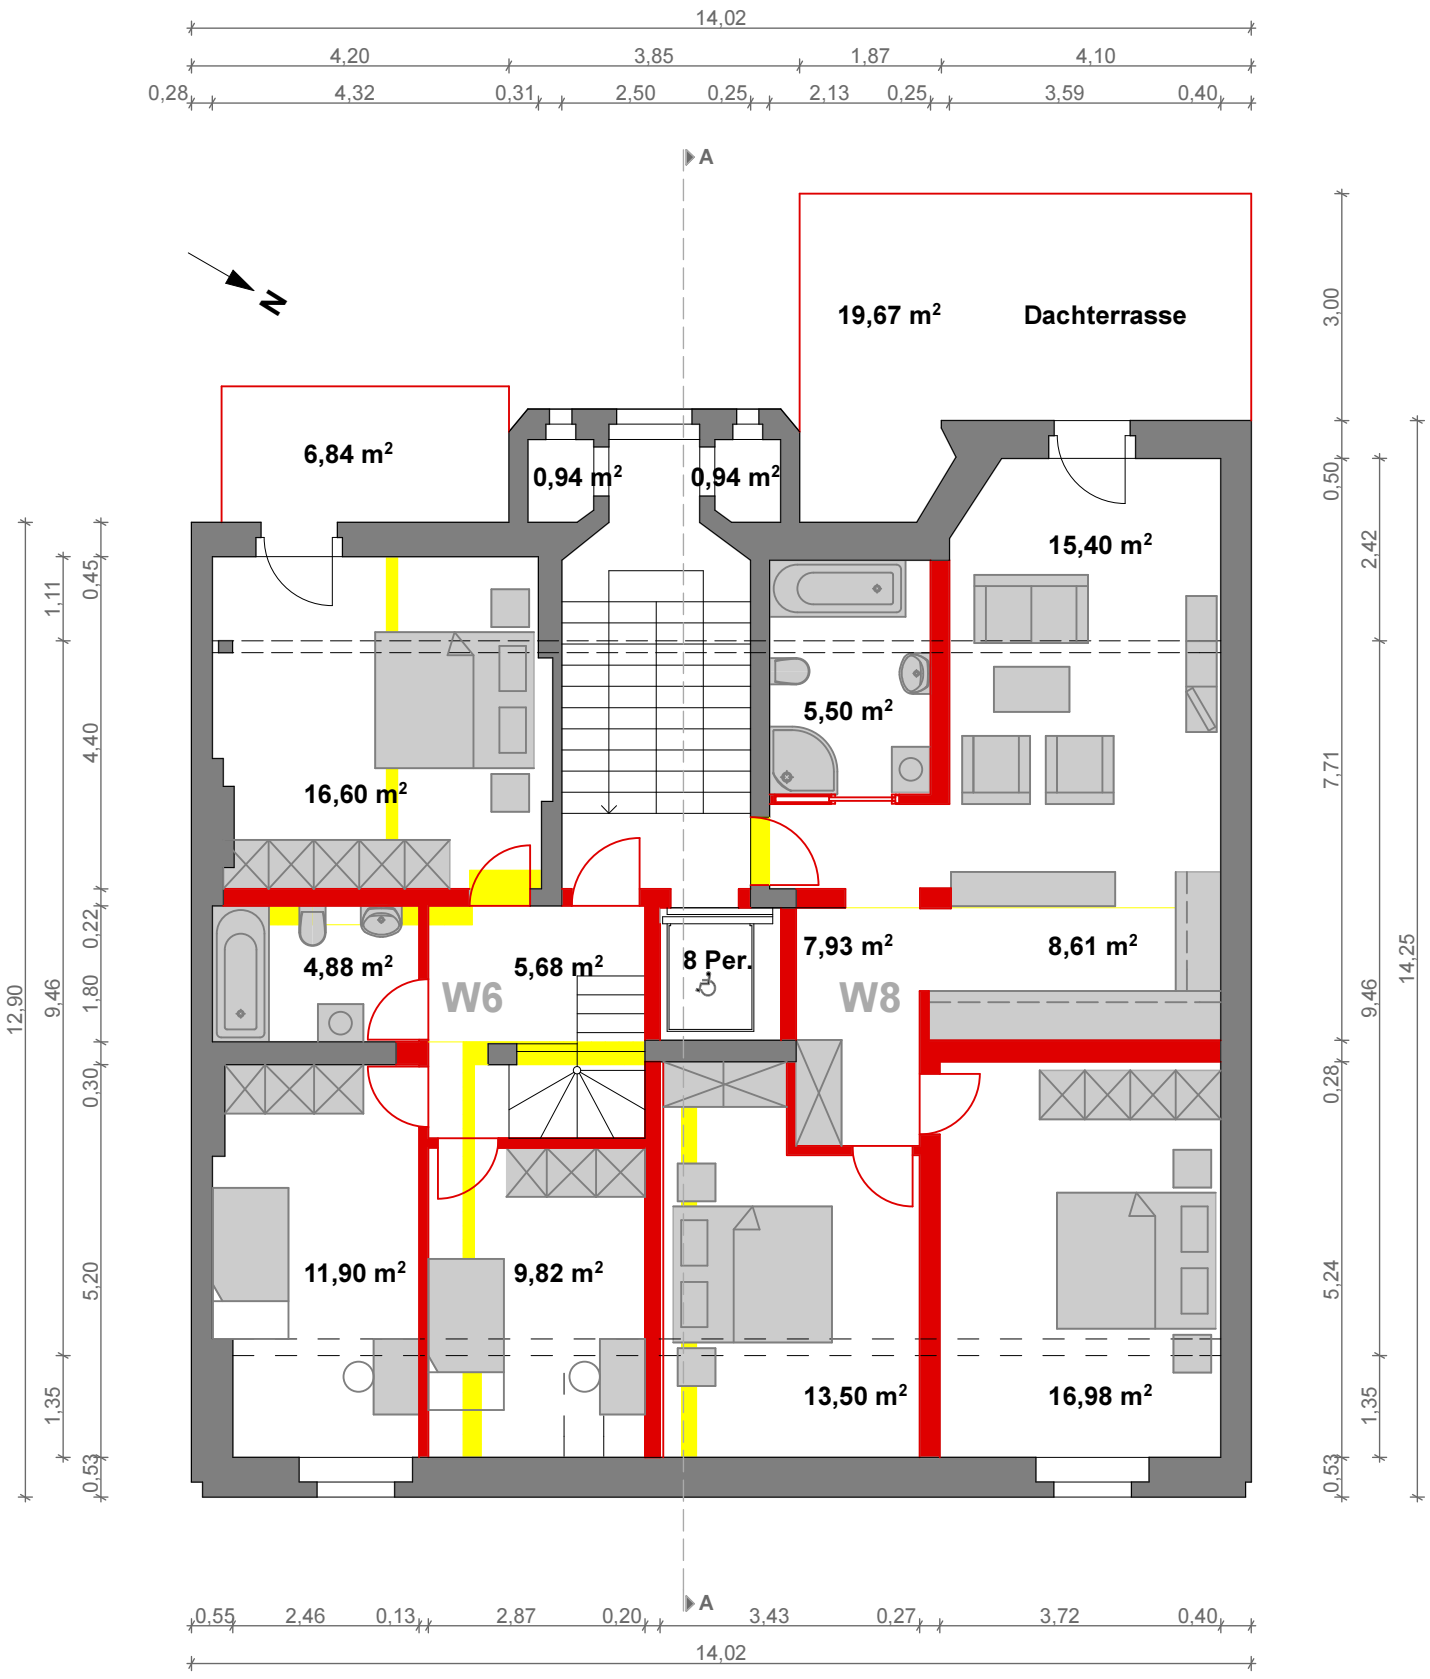 14,02
4,20 3,85 1,87 4,10
0,28 4,32 0,31 2,50 0,25 2,13 0,25 3,59 0,40
A
N
19,67 m² Dachterrasse
3,00
6,84 m²
0,94 m² 0,94 m²
0,50
15,40 m²
1,11 0,45
2,42
5,50 m²
4,40
7,71
16,60 m²
0,22
4,88 m² 5,68 m² 8 Per. 7,93 m² 8,61 m²
W6 W8
12,90 9,46 1,80
9,46 14,25
0,30
0,28
11,90 m² 9,82 m²
5,20
5,24
13,50 m² 16,98 m²
1,35
1,35
0,53
0,53
A
0,55 2,46 0,13 2,87 0,20 3,43 0,27 3,72 0,40
14,02